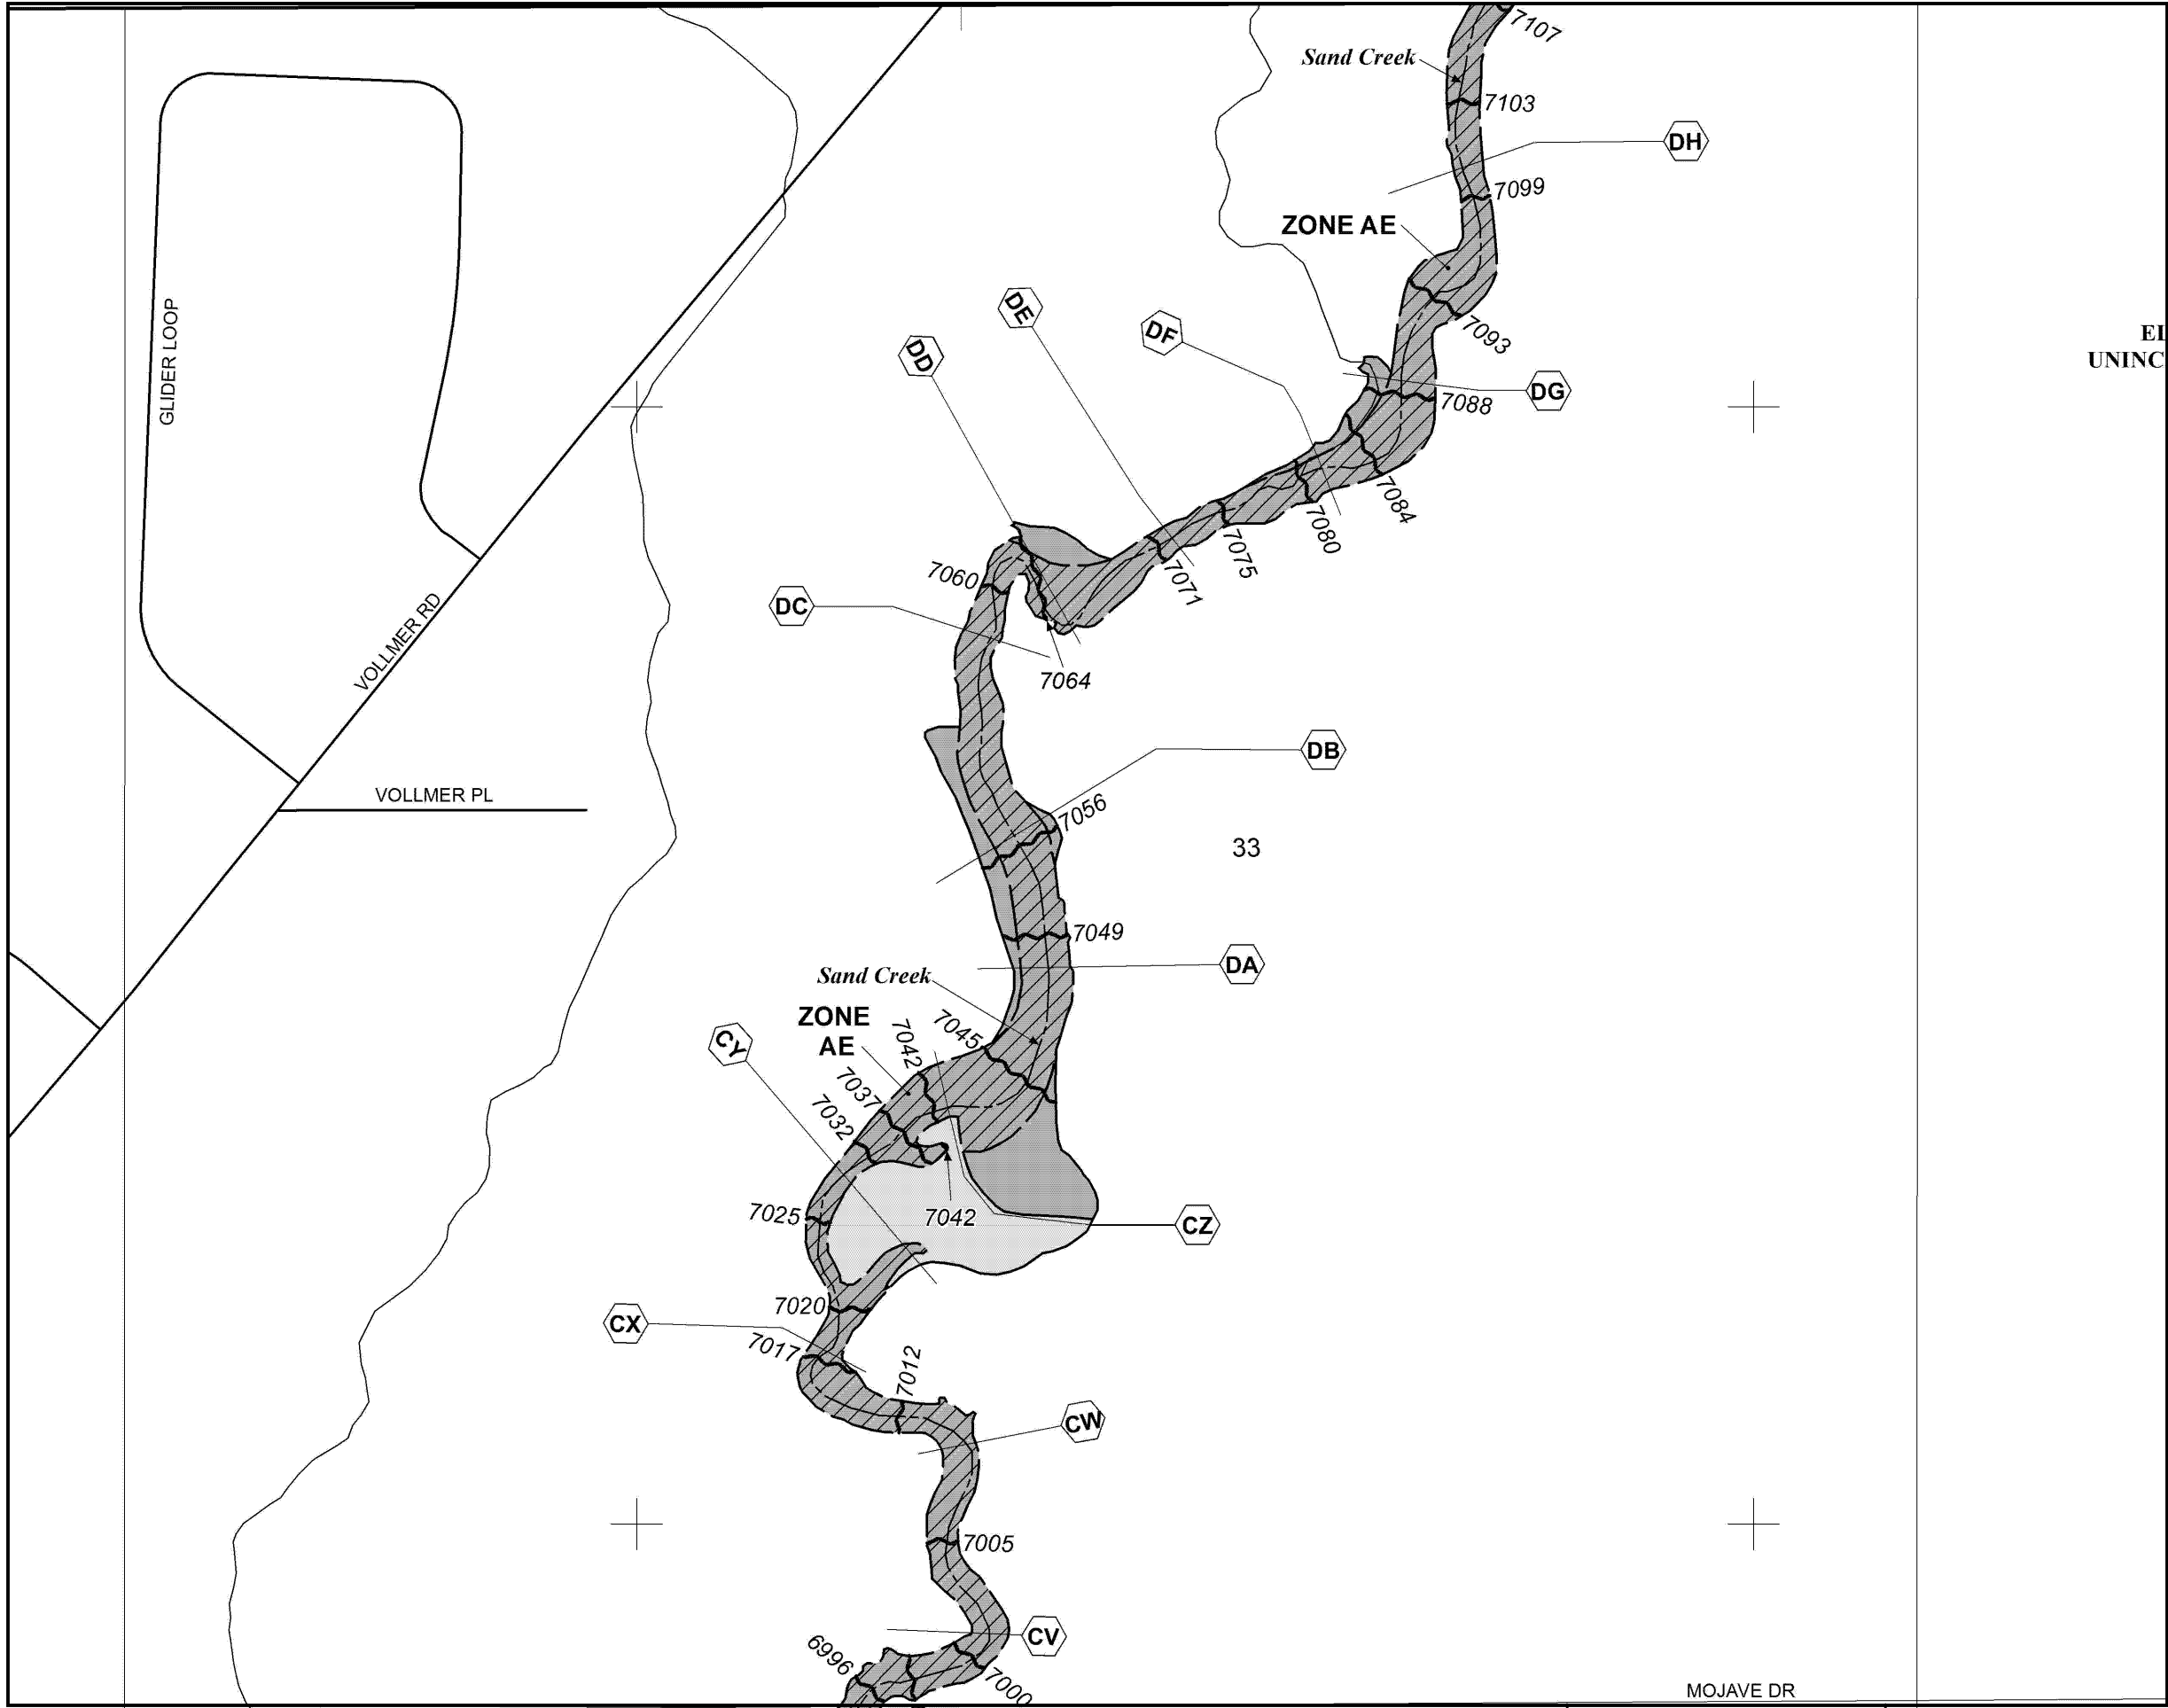 7107
Sand Creek
7103
DH
7099
ZONE AE
GLIDER LOOP
DE
DF
7093
DD
EL
UNINC
DG
7088
7084
7080
7075
7071
7060
DC
VOLLMER RD
7064
DB
VOLLMER PL
7056
33
7049
DA
Sand Creek
ZONE
AE
7045
7042
CY
7037
7032
7025
7042
CZ
7020
CX
7017
7012
CW
7005
CV
6996
7000
MOJAVE DR